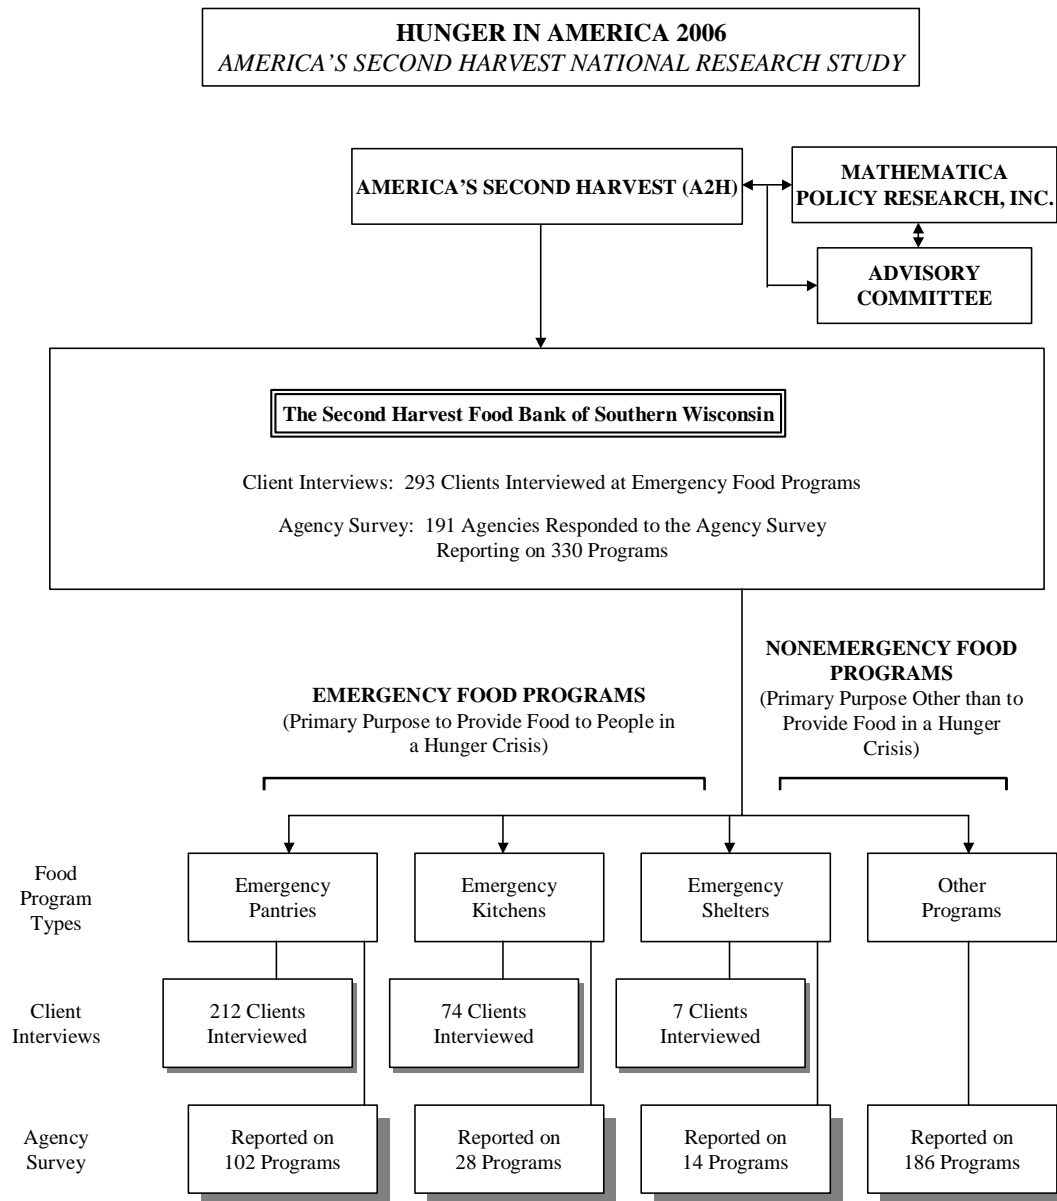 HUNGER IN AMERICA 2006
AMERICA'S SECOND HARVEST NATIONAL RESEARCH STUDY
AMERICA'S SECOND HARVEST (A2H)
MATHEMATICA
POLICY RESEARCH, INC.
ADVISORY
COMMITTEE
The Second Harvest Food Bank of Southern Wisconsin
Client Interviews: 293 Clients Interviewed at Emergency Food Programs
Agency Survey: 191 Agencies Responded to the Agency Survey
Reporting on 330 Programs
EMERGENCY FOOD PROGRAMS
(Primary Purpose to Provide Food to People in
a Hunger Crisis)
NONEMERGENCY FOOD
PROGRAMS
(Primary Purpose Other than to
Provide Food in a Hunger
Crisis)
Food
Program
Types
Emergency
Pantries
Emergency
Kitchens
Emergency
Shelters
Other
Programs
Client
Interviews
212 Clients
Interviewed
74 Clients
Interviewed
7 Clients
Interviewed
Agency
Survey
Reported on
102 Programs
Reported on
28 Programs
Reported on
14 Programs
Reported on
186 Programs